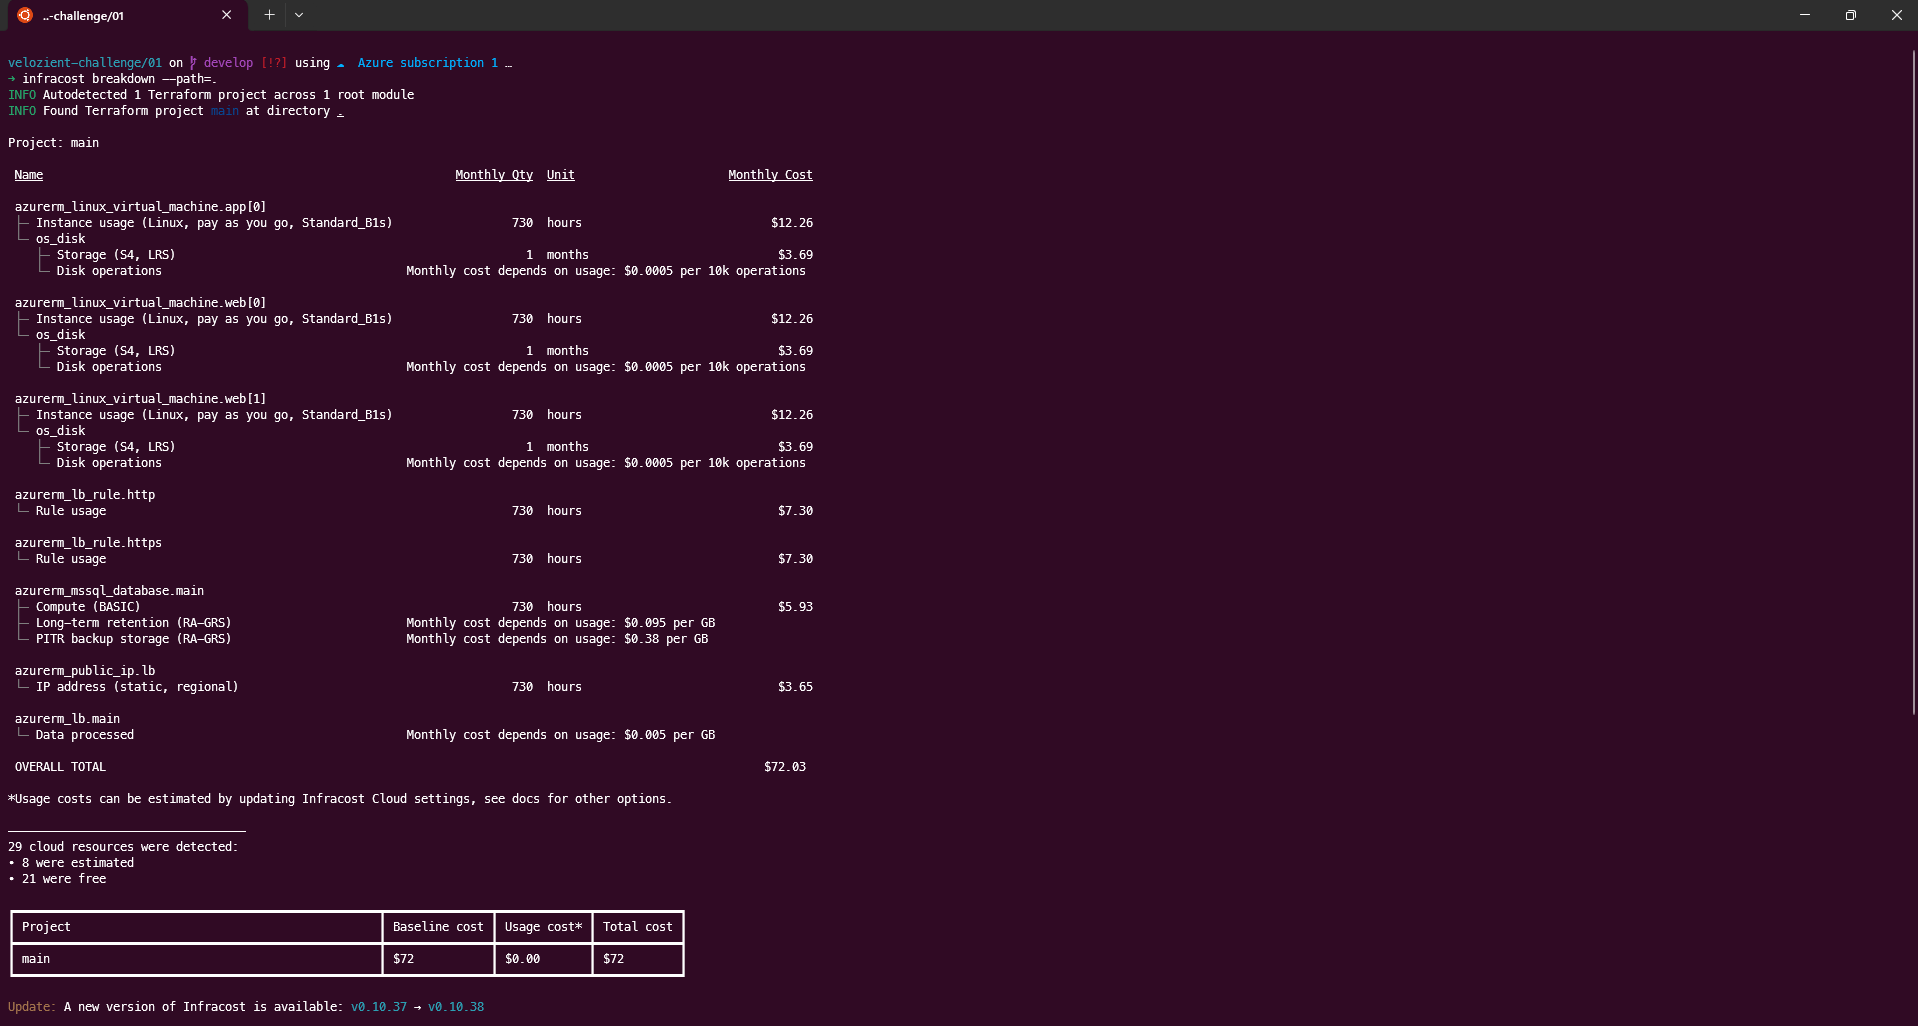 ..-challenge/01
velozient-challenge/01 on develop [!?] using ☁ Azure subscription 1 …
➜ infracost breakdown --path=.
INFO Autodetected 1 Terraform project across 1 root module
INFO Found Terraform project main at directory .
Project: main
Name Monthly Qty Unit Monthly Cost
azurerm_linux_virtual_machine.app[0]
├─ Instance usage (Linux, pay as you go, Standard_B1s) 730 hours $12.26
└─ os_disk
├─ Storage (S4, LRS) 1 months $3.69
└─ Disk operations Monthly cost depends on usage: $0.0005 per 10k operations
azurerm_linux_virtual_machine.web[0]
├─ Instance usage (Linux, pay as you go, Standard_B1s) 730 hours $12.26
└─ os_disk
├─ Storage (S4, LRS) 1 months $3.69
└─ Disk operations Monthly cost depends on usage: $0.0005 per 10k operations
azurerm_linux_virtual_machine.web[1]
├─ Instance usage (Linux, pay as you go, Standard_B1s) 730 hours $12.26
└─ os_disk
├─ Storage (S4, LRS) 1 months $3.69
└─ Disk operations Monthly cost depends on usage: $0.0005 per 10k operations
azurerm_lb_rule.http
└─ Rule usage 730 hours $7.30
azurerm_lb_rule.https
└─ Rule usage 730 hours $7.30
azurerm_mssql_database.main
├─ Compute (BASIC) 730 hours $5.93
├─ Long-term retention (RA-GRS) Monthly cost depends on usage: $0.095 per GB
└─ PITR backup storage (RA-GRS) Monthly cost depends on usage: $0.38 per GB
azurerm_public_ip.lb
└─ IP address (static, regional) 730 hours $3.65
azurerm_lb.main
└─ Data processed Monthly cost depends on usage: $0.005 per GB
OVERALL TOTAL $72.03
*Usage costs can be estimated by updating Infracost Cloud settings, see docs for other options.
29 cloud resources were detected:
• 8 were estimated
• 21 were free
Project Baseline cost Usage cost* Total cost
main $72 $0.00 $72
Update: A new version of Infracost is available: v0.10.37 → v0.10.38